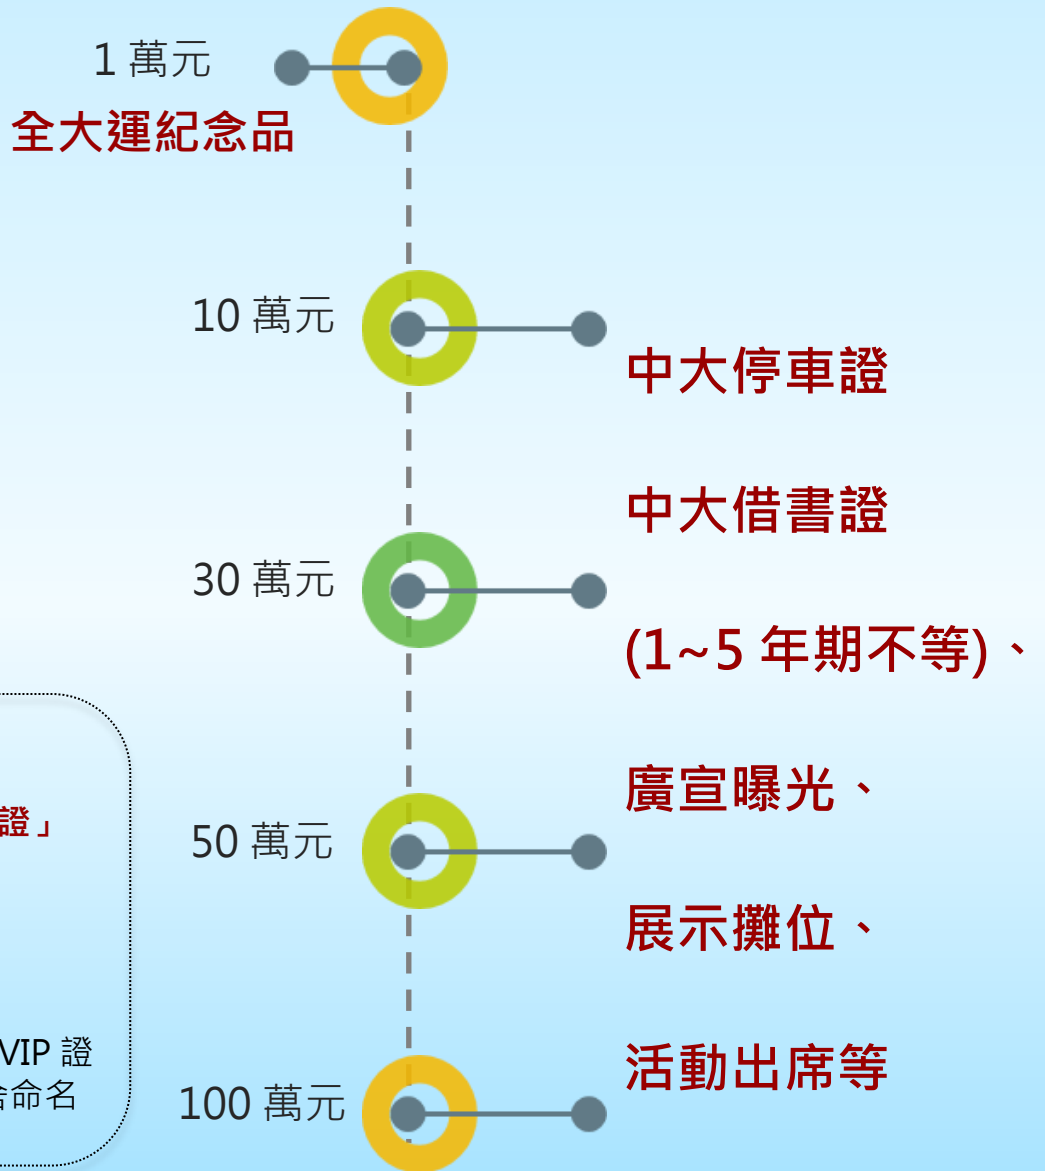 1 萬元
全大運紀念品
10 萬元
中大停車證
中大借書證
30 萬元
(1~5 年期不等)、
廣宣曝光、
證」
50 萬元
展示攤位、
VIP 證
命名
活動出席等
100 萬元